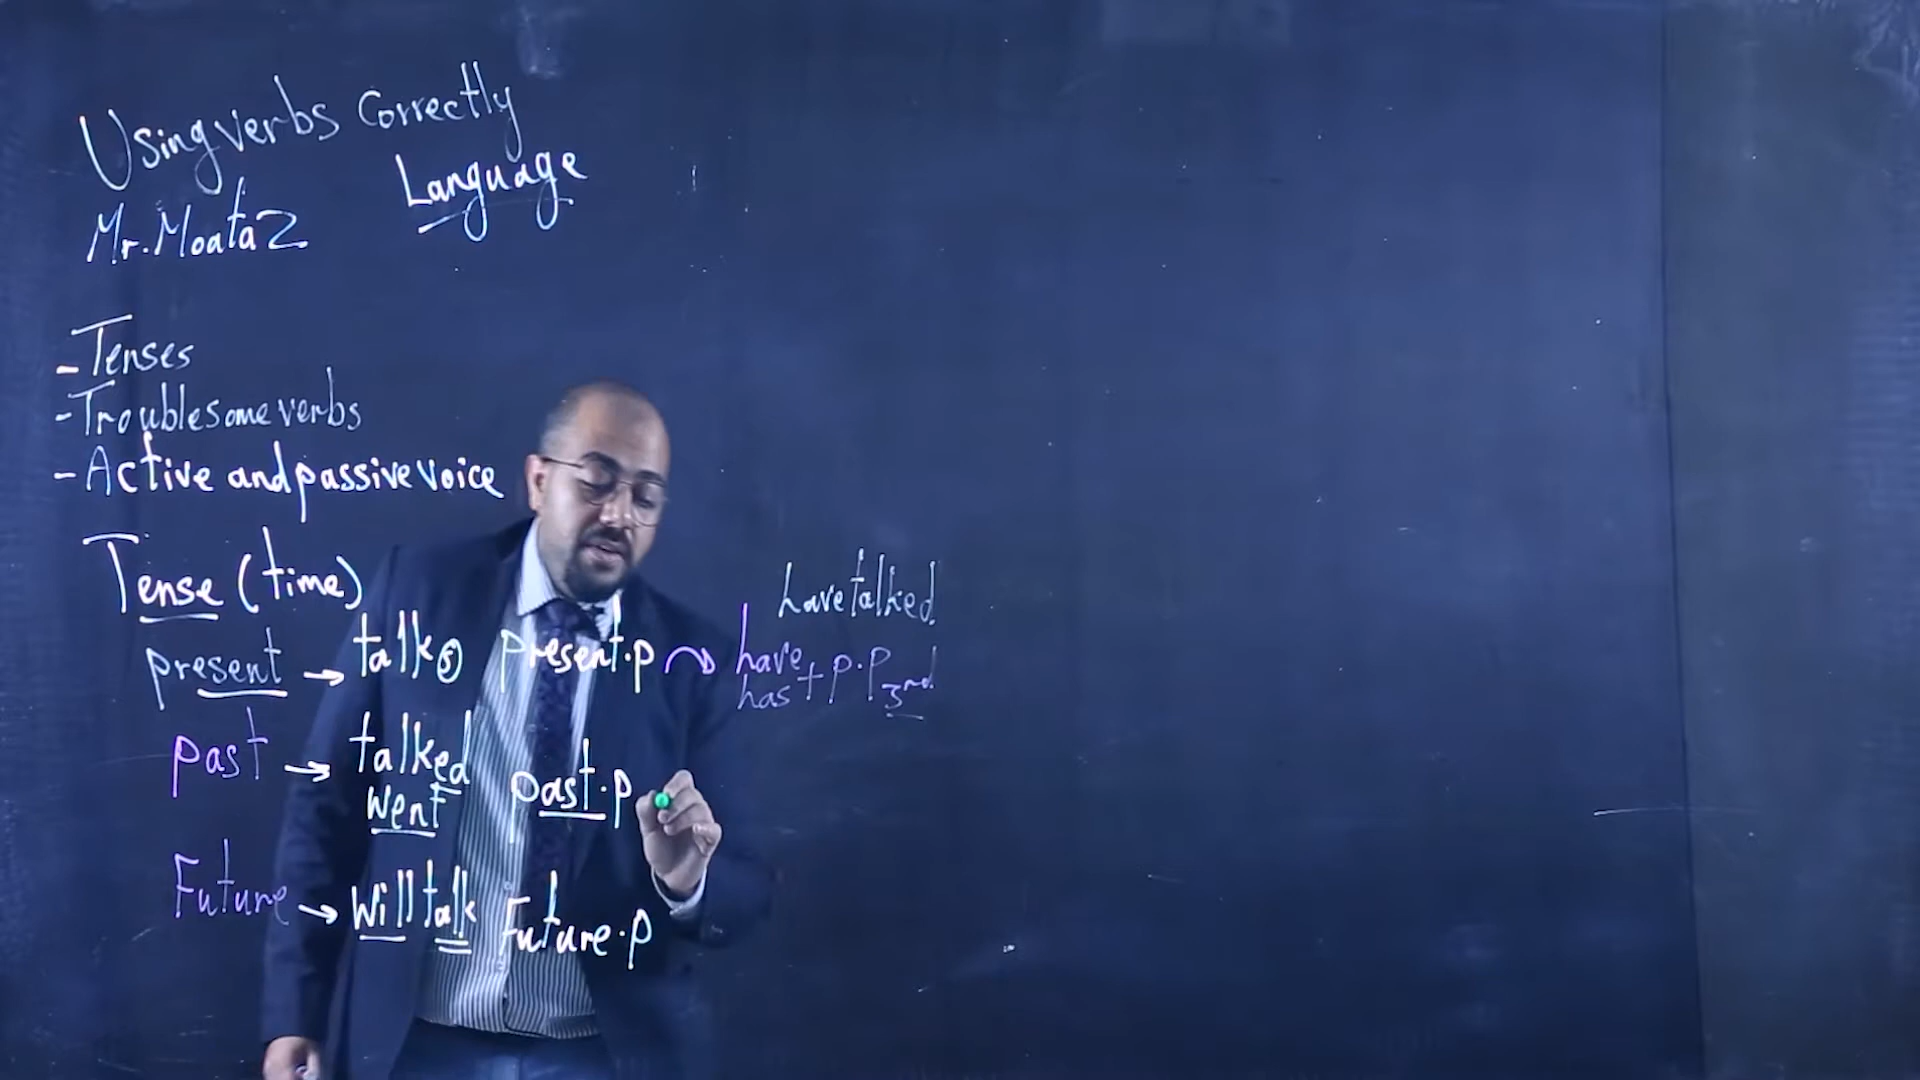 Using verbs Correctly
Language
Mr. Moataz
- Tenses
- Troublesome verbs
- Active and passive voice
Tense (time)
have talked
present → talk s present.p → have
has + p.p 3rd
past → talked
went past.p
Future → will talk Future.p